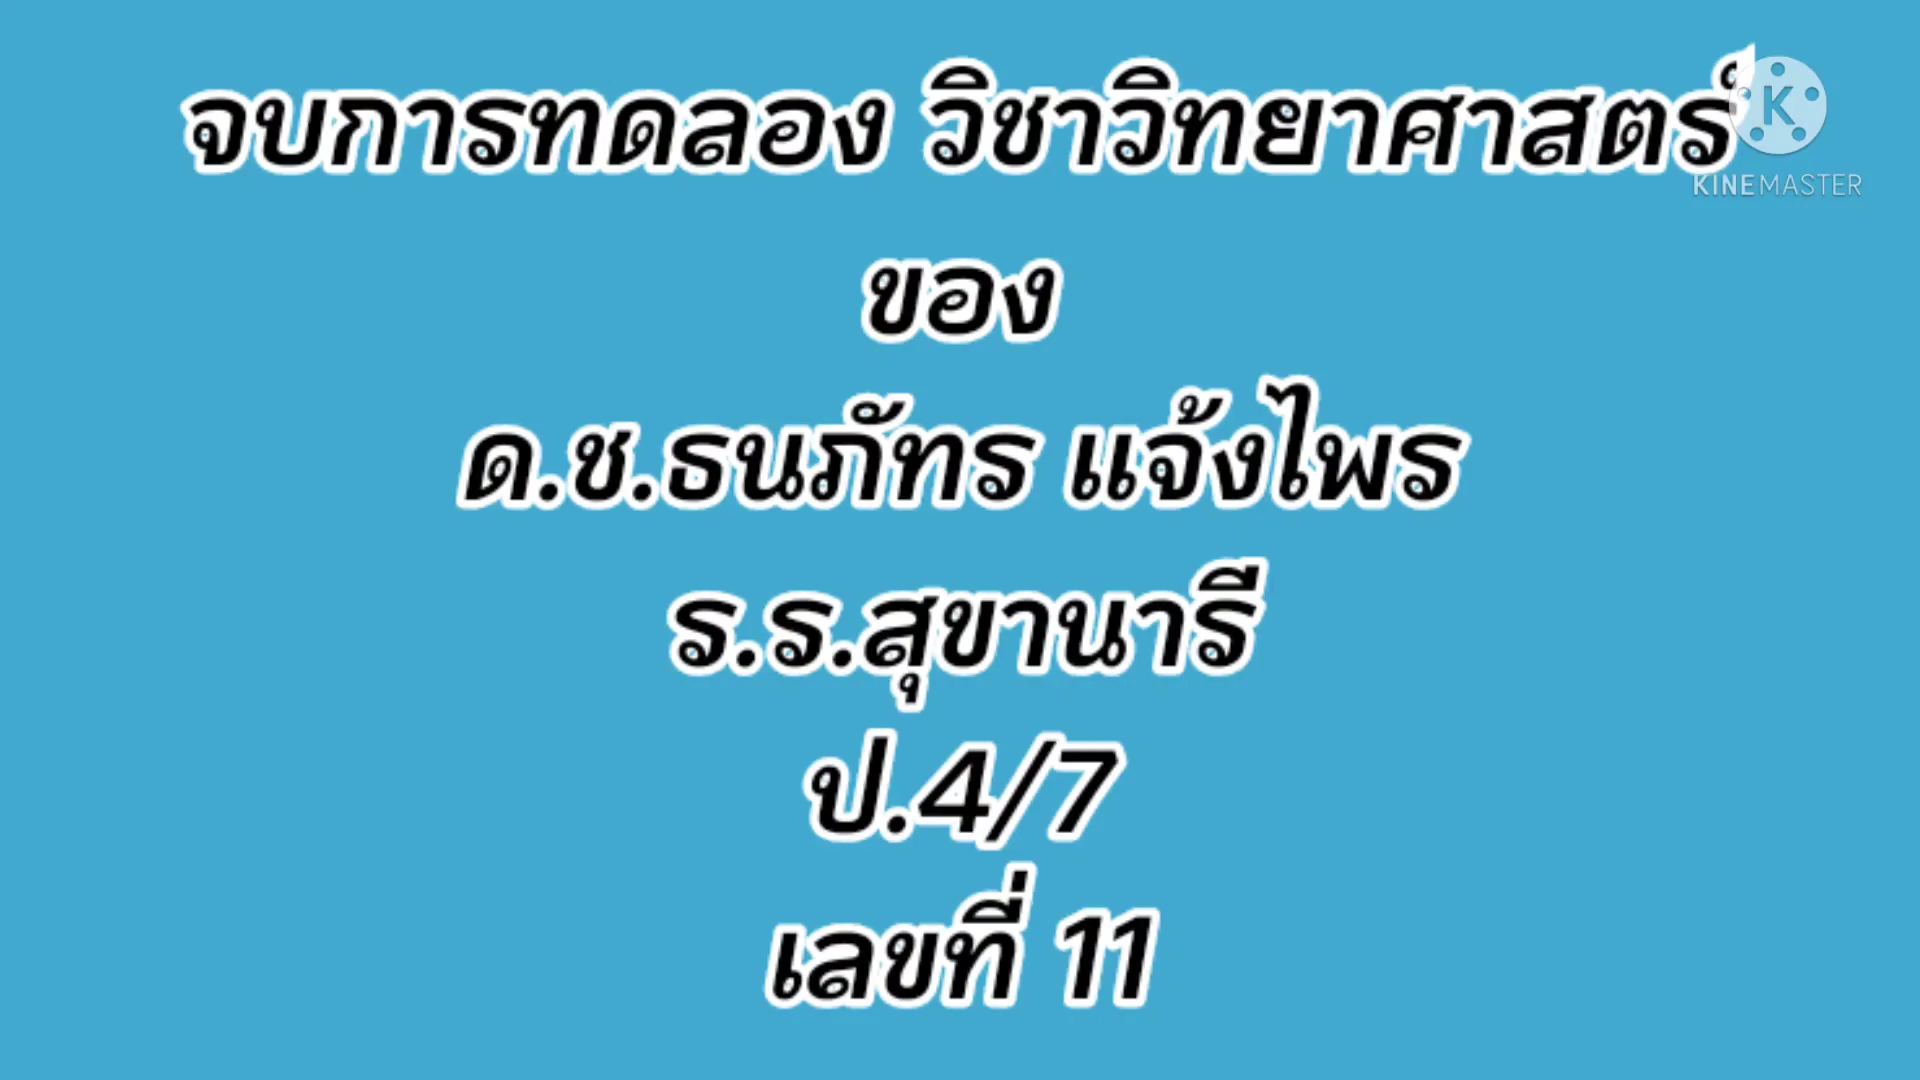 จบการทดลอง วิชาวิทยาศาสตร์
K
KINEMASTER
ของ
ด.ช.ธนภัทร แจ้งไพร
ร.ร.สุขานารี
ป.4/7
เลขที่ 11